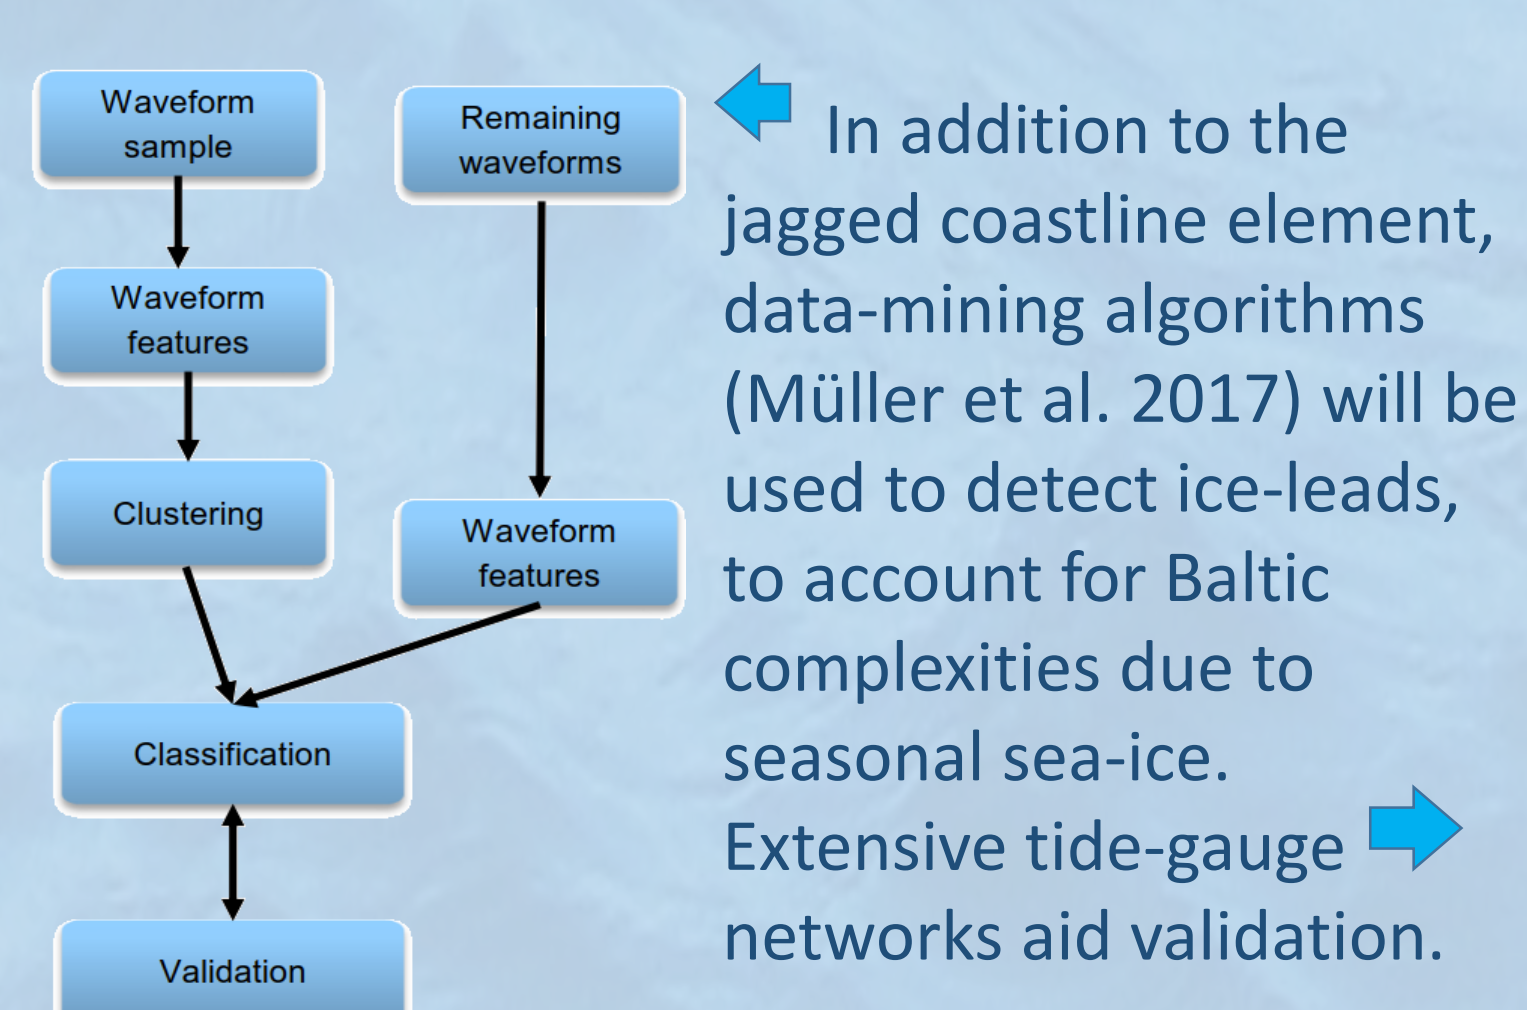 Waveform
sample
Waveform
features
Clustering
Remaining
waveforms
Waveform
features
Classification
Validation
In addition to the
jagged coastline element,
data-mining algorithms
(Müller et al. 2017) will be
used to detect ice-leads,
to account for Baltic
complexities due to
seasonal sea-ice.
Extensive tide-gauge
networks aid validation.